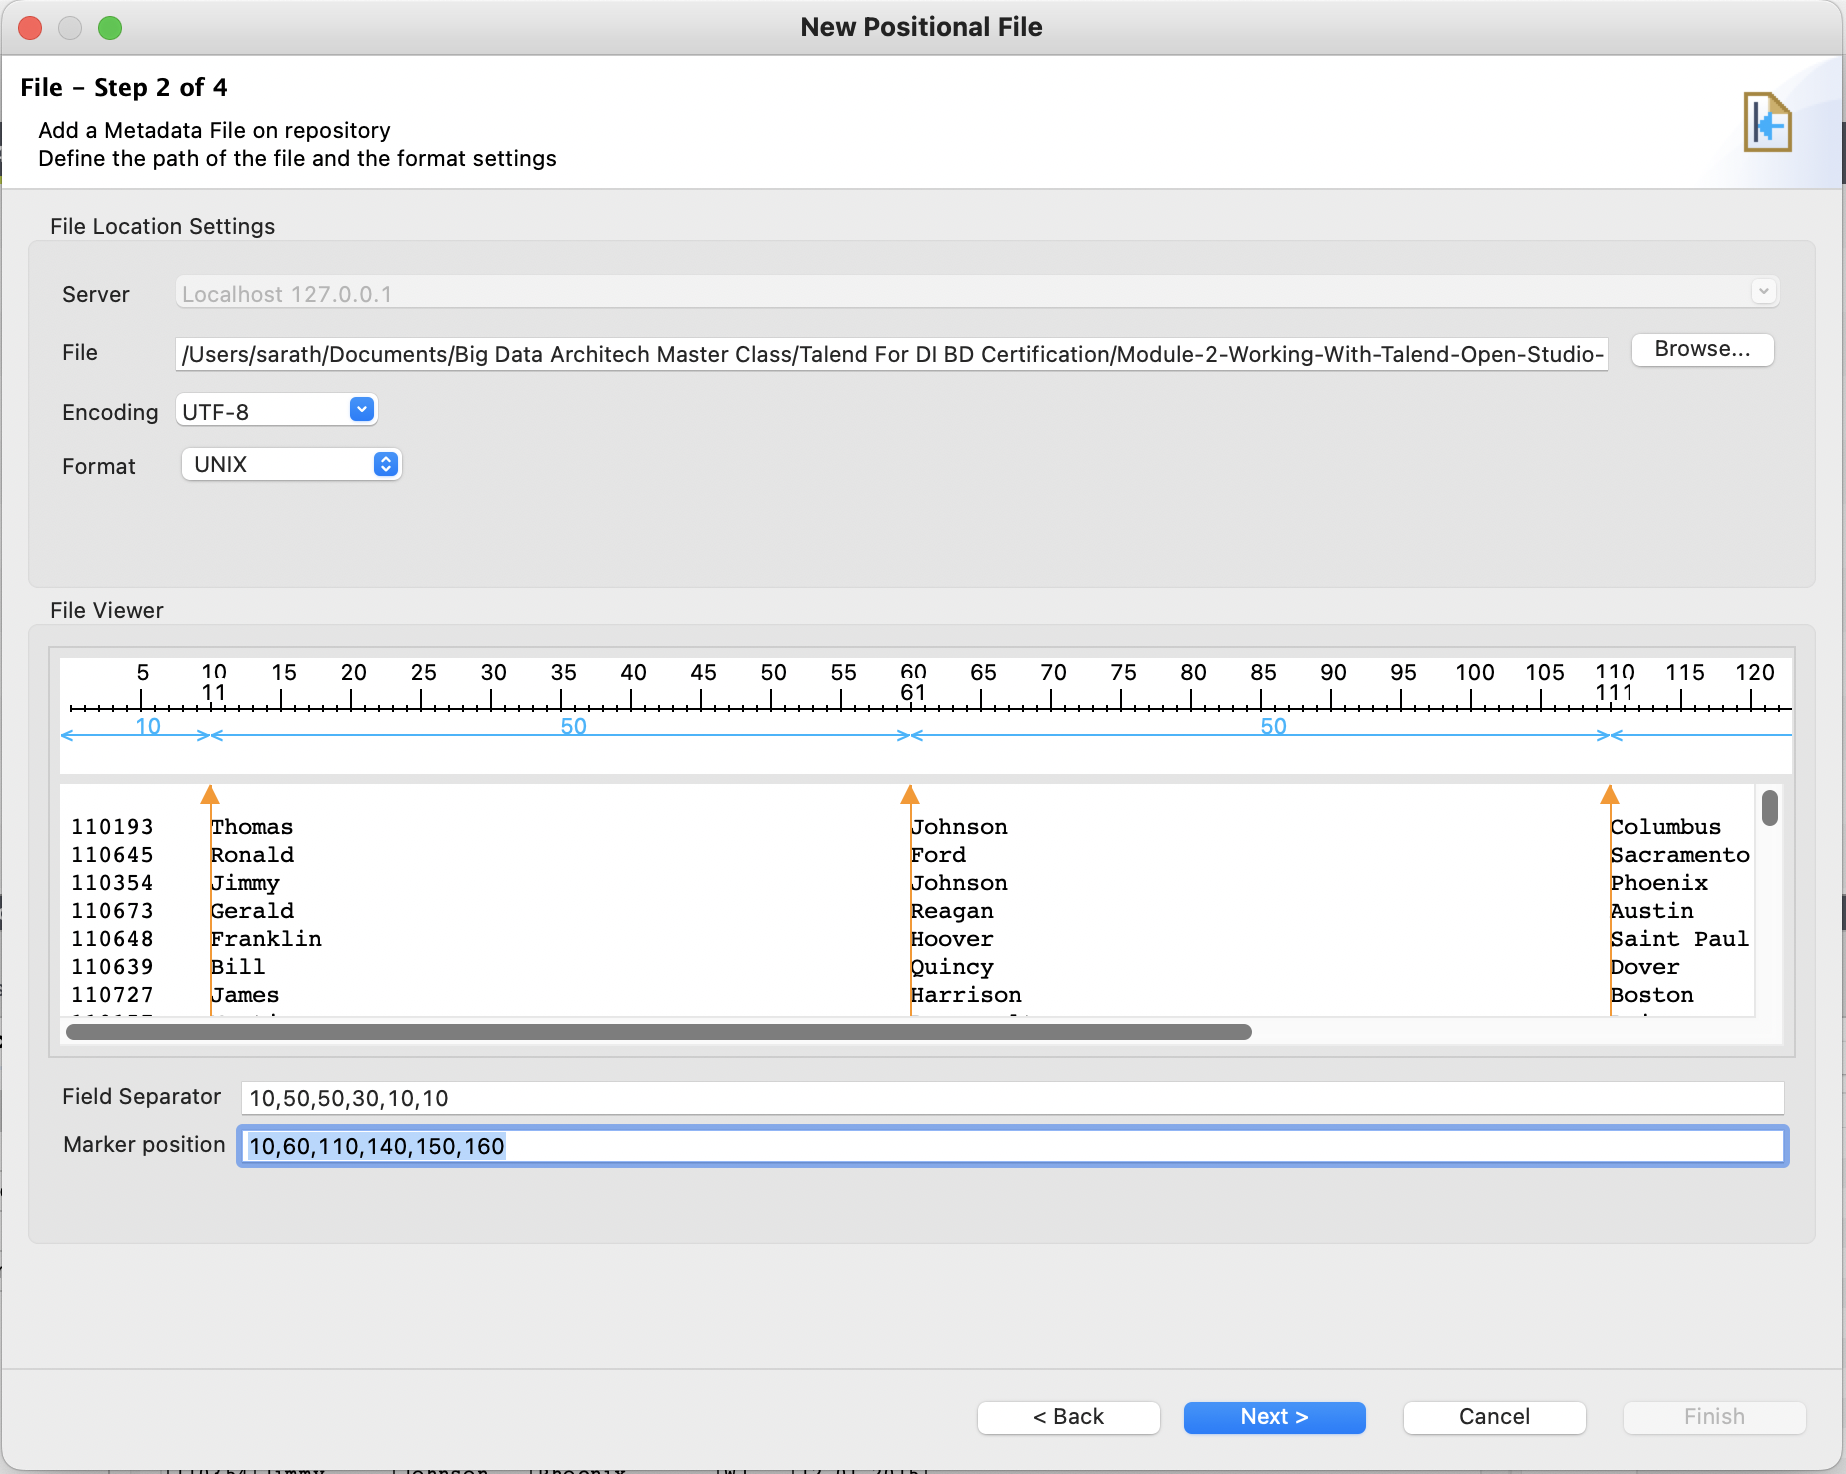 New Positional File
File – Step 2 of 4
Add a Metadata File on repository
Define the path of the file and the format settings
File Location Settings
Server Localhost 127.0.0.1
File /Users/sarath/Documents/Big Data Architech Master Class/Talend For DI BD Certification/Module-2-Working-With-Talend-Open-Studio- Browse...
Encoding UTF-8
Format UNIX
File Viewer
5 10 15 20 25 30 35 40 45 50 55 60 65 70 75 80 85 90 95 100 105 110 115 120
11 61 111
10 50 50
110193 Thomas Johnson Columbus
110645 Ronald Ford Sacramento
110354 Jimmy Johnson Phoenix
110673 Gerald Reagan Austin
110648 Franklin Hoover Saint Paul
110639 Bill Quincy Dover
110727 James Harrison Boston
Field Separator 10,50,50,30,10,10
Marker position 10,60,110,140,150,160
< Back Next > Cancel Finish